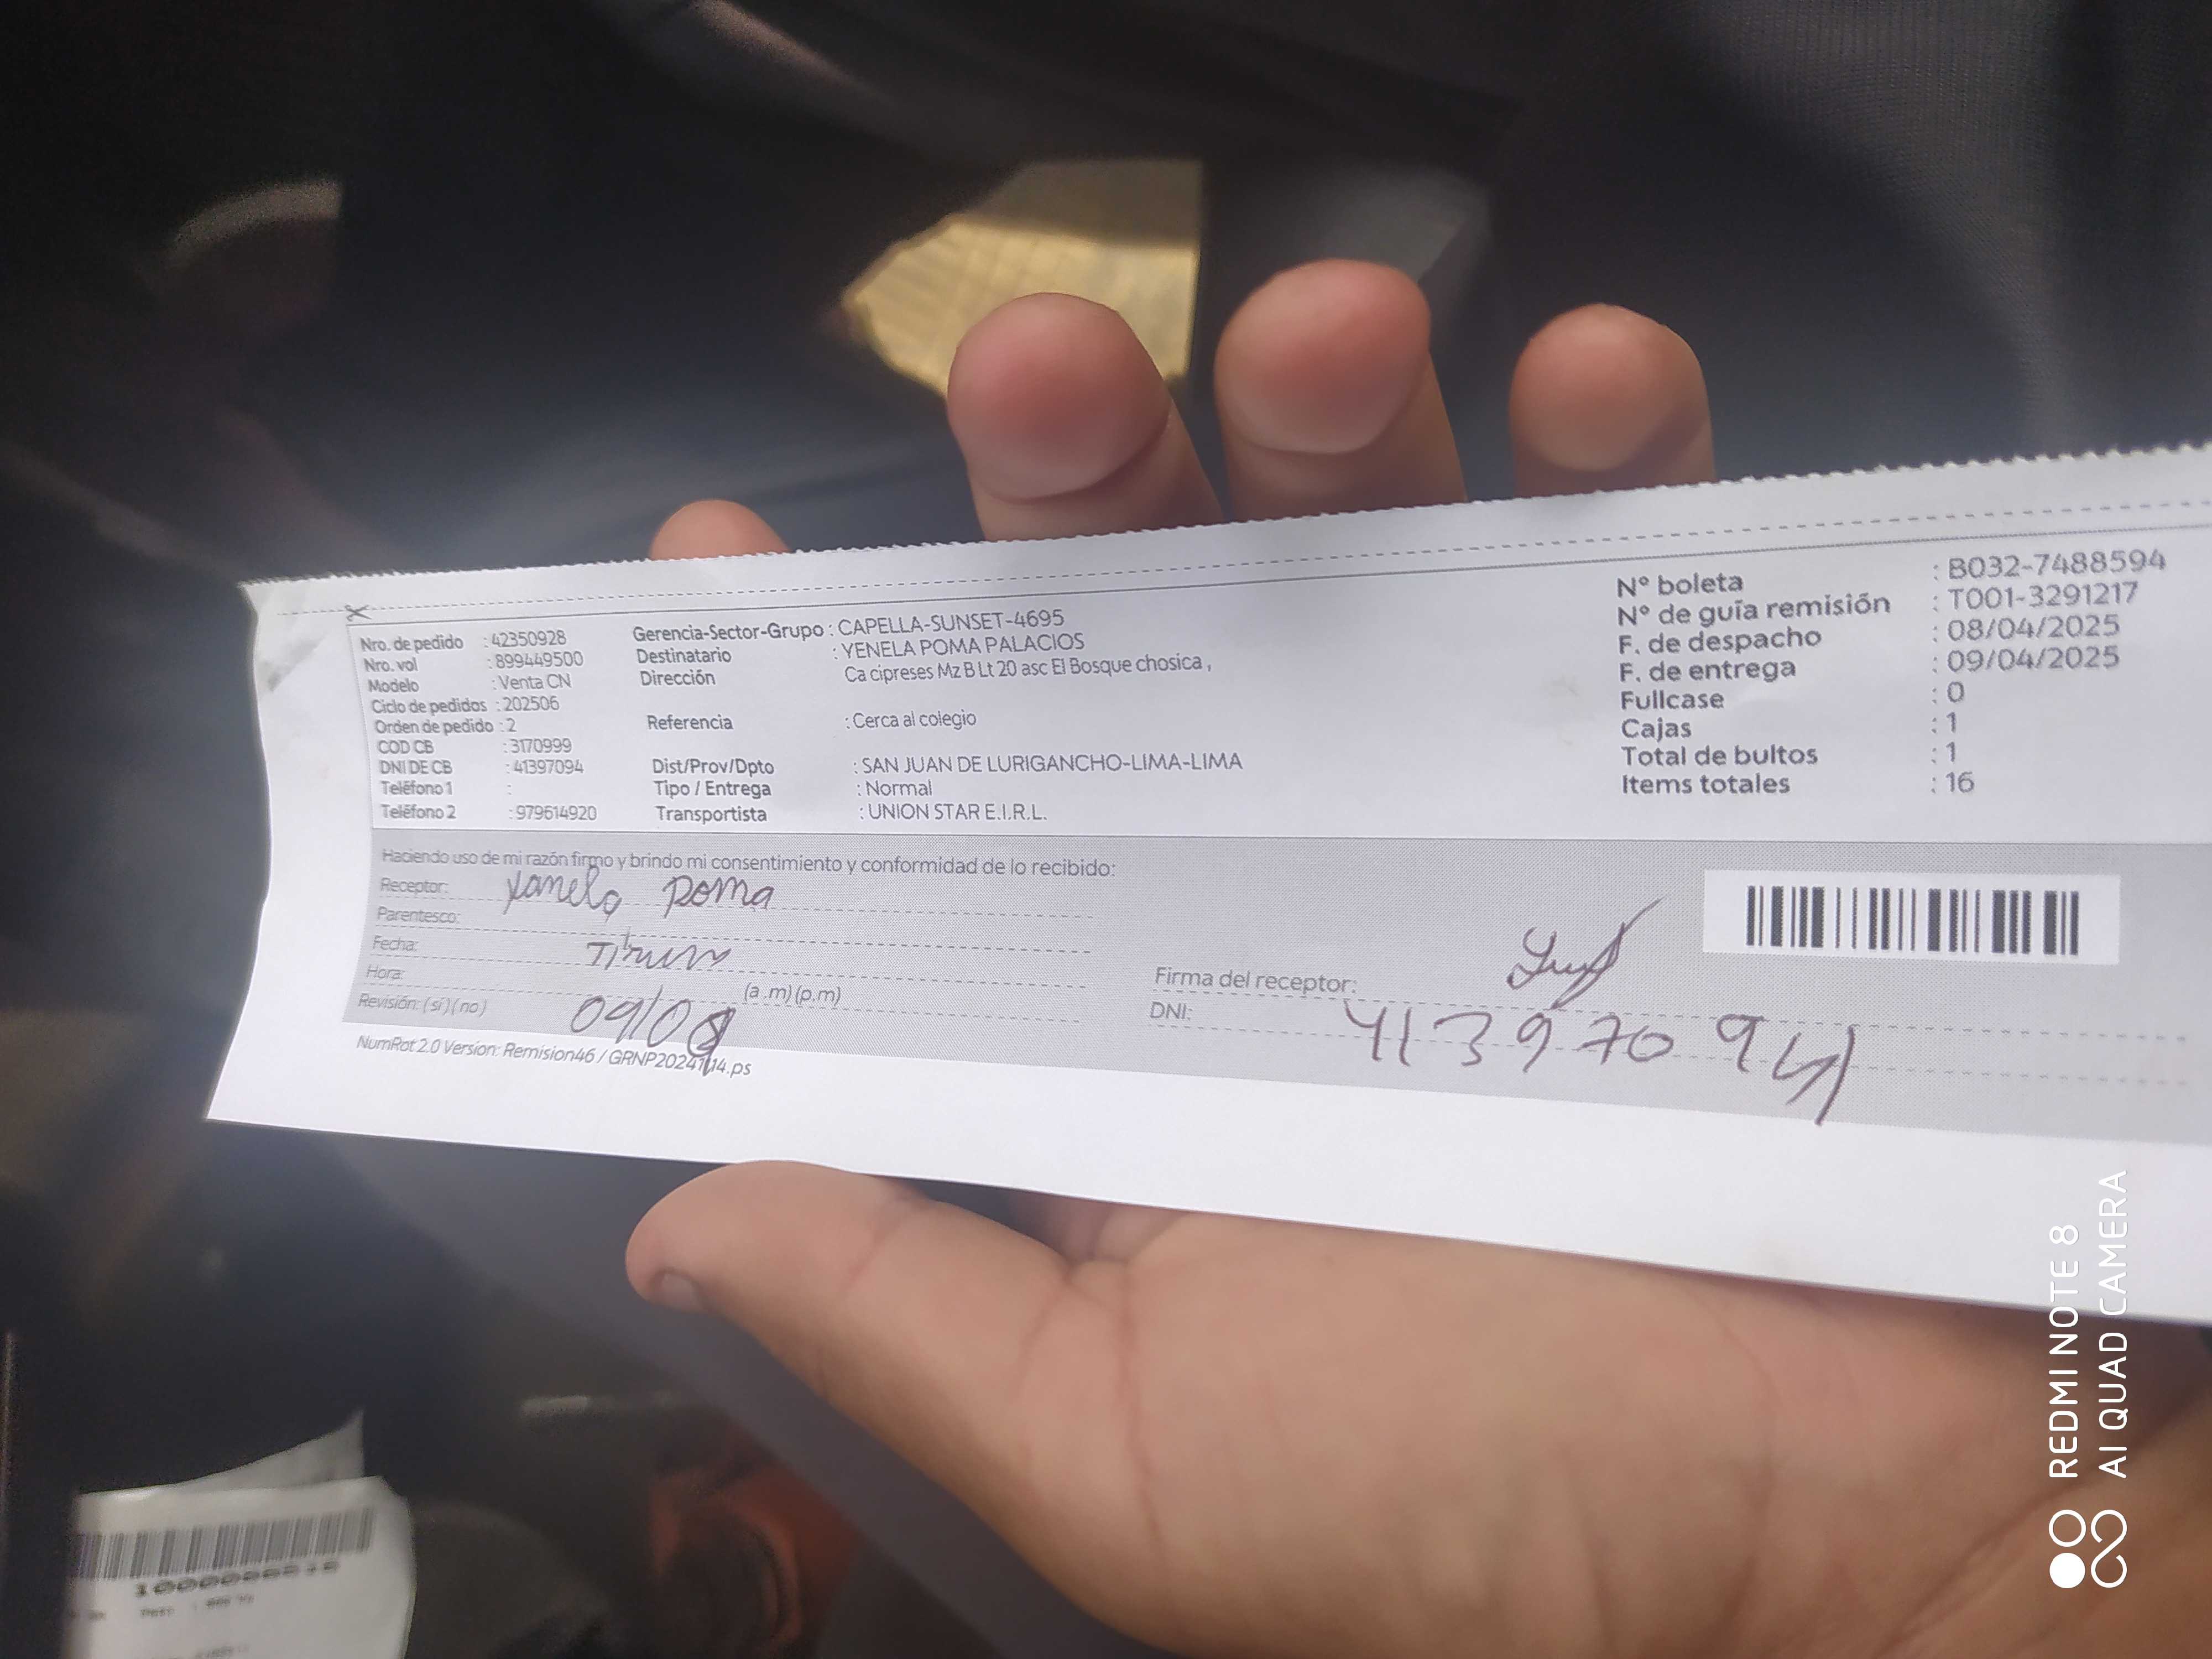 Nro. de pedido : 42350928
Nro. vol : 899449500
Modelo : Venta CN
Ciclo de pedidos : 202506
Orden de pedido : 2
COD CB : 3170999
DNI DE CB : 41397094
Teléfono 1 :
Teléfono 2 : 979614920
Gerencia-Sector-Grupo : CAPELLA-SUNSET-4695
Destinatario : YENELA POMA PALACIOS
Dirección Ca cipreses Mz B Lt 20 asc El Bosque chosica ,
Referencia : Cerca al colegio
Dist/Prov/Dpto : SAN JUAN DE LURIGANCHO-LIMA-LIMA
Tipo / Entrega : Normal
Transportista : UNION STAR E.I.R.L.
N° boleta : B032-7488594
N° de guía remisión : T001-3291217
F. de despacho : 08/04/2025
F. de entrega : 09/04/2025
Fullcase : 0
Cajas : 1
Total de bultos : 1
Items totales : 16
Haciendo uso de mi razón firmo y brindo mi consentimiento y conformidad de lo recibido:
Receptor: Yanela Poma
Parentesco:
Fecha:
Hora: (a.m) (p.m)
Revisión: ( si ) ( no )
Firma del receptor:
DNI: 41397094
NumRot 2.0 Version: Remision46 / GRNP20241114.ps
REDMI NOTE 8
AI QUAD CAMERA